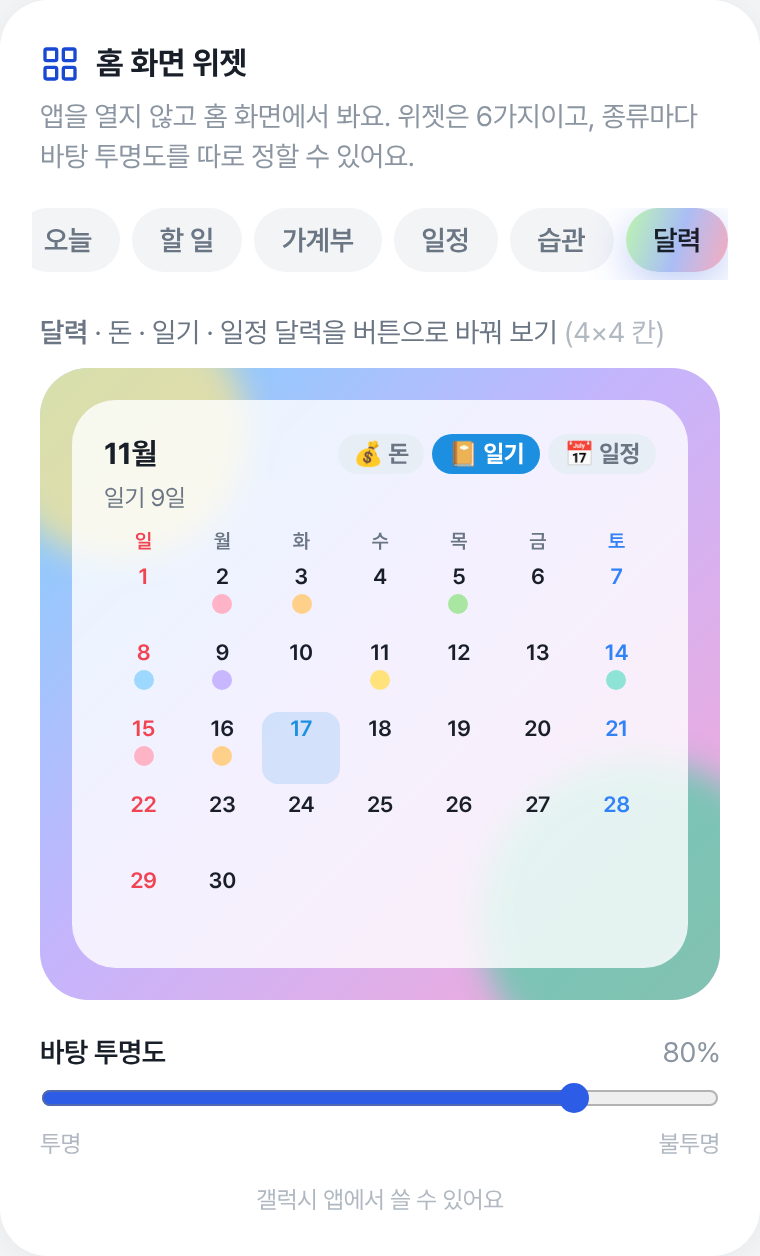 홈 화면 위젯
앱을 열지 않고 홈 화면에서 봐요. 위젯은 6가지이고, 종류마다
바탕 투명도를 따로 정할 수 있어요.
오늘 할 일 가계부 일정 습관 달력
달력 · 돈 · 일기 · 일정 달력을 버튼으로 바꿔 보기 (4×4 칸)
11월 💰 돈 📔 일기 📅 일정
일기 9일
일 월 화 수 목 금 토
1 2 3 4 5 6 7
8 9 10 11 12 13 14
15 16 17 18 19 20 21
22 23 24 25 26 27 28
29 30
바탕 투명도 80%
투명 불투명
갤럭시 앱에서 쓸 수 있어요